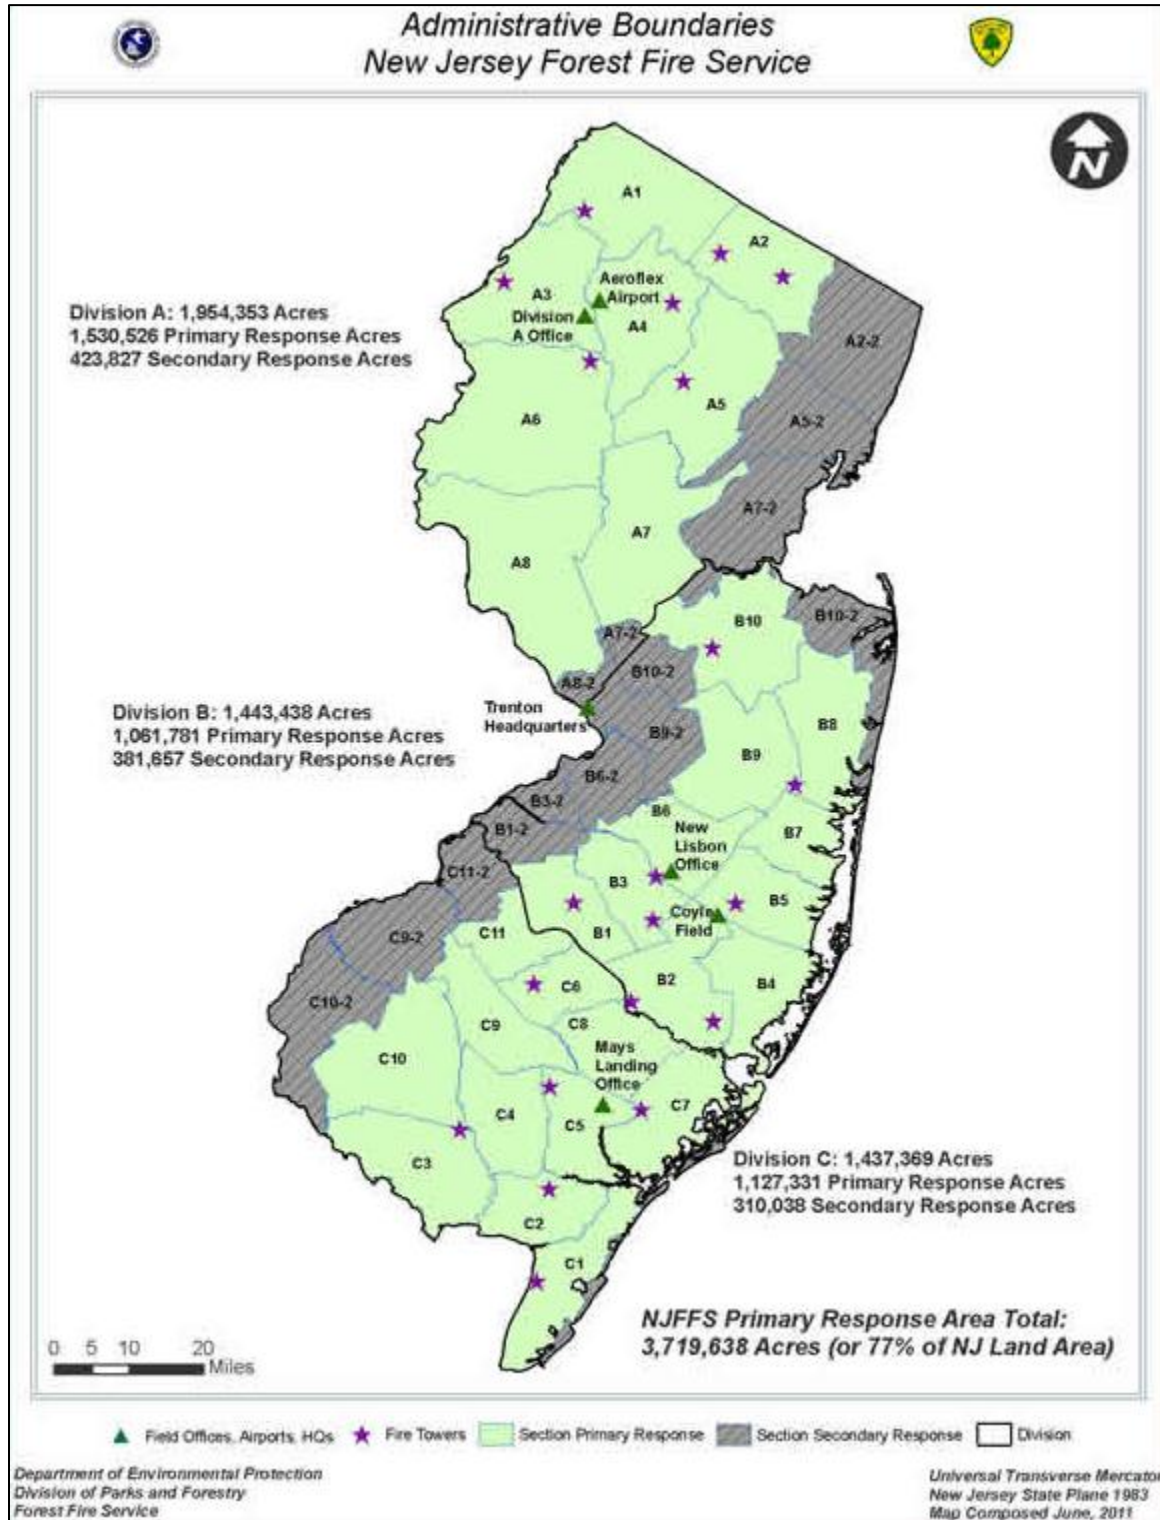 Administrative Boundaries
New Jersey Forest Fire Service
N
A1
A2
Aeroflex
Airport
A3
Division
A Office
A4
Division A: 1,954,353 Acres
1,530,526 Primary Response Acres
423,827 Secondary Response Acres
A2-2
A5
A6
A5-2
A7-2
A7
A8
B10
B10-2
A7-2
B10-2
A8-2
Trenton
Headquarters
Division B: 1,443,438 Acres
1,061,781 Primary Response Acres
381,657 Secondary Response Acres
B8
B9-2
B9
B6-2
B3-2
B6
B1-2
New
Lisbon
Office
B7
C11-2
B3
B5
Coyle
Field
C11
B1
C9-2
B2
B4
C6
C10-2
C9
C8
Mays
Landing
Office
C10
C4
C5
C7
C3
Division C: 1,437,369 Acres
1,127,331 Primary Response Acres
310,038 Secondary Response Acres
C2
C1
NJFFS Primary Response Area Total:
3,719,638 Acres (or 77% of NJ Land Area)
0 5 10 20
Miles
Field Offices, Airports, HQs
Fire Towers
Section Primary Response
Section Secondary Response
Division
Department of Environmental Protection
Division of Parks and Forestry
Forest Fire Service
Universal Transverse Mercator
New Jersey State Plane 1983
Map Composed June, 2011